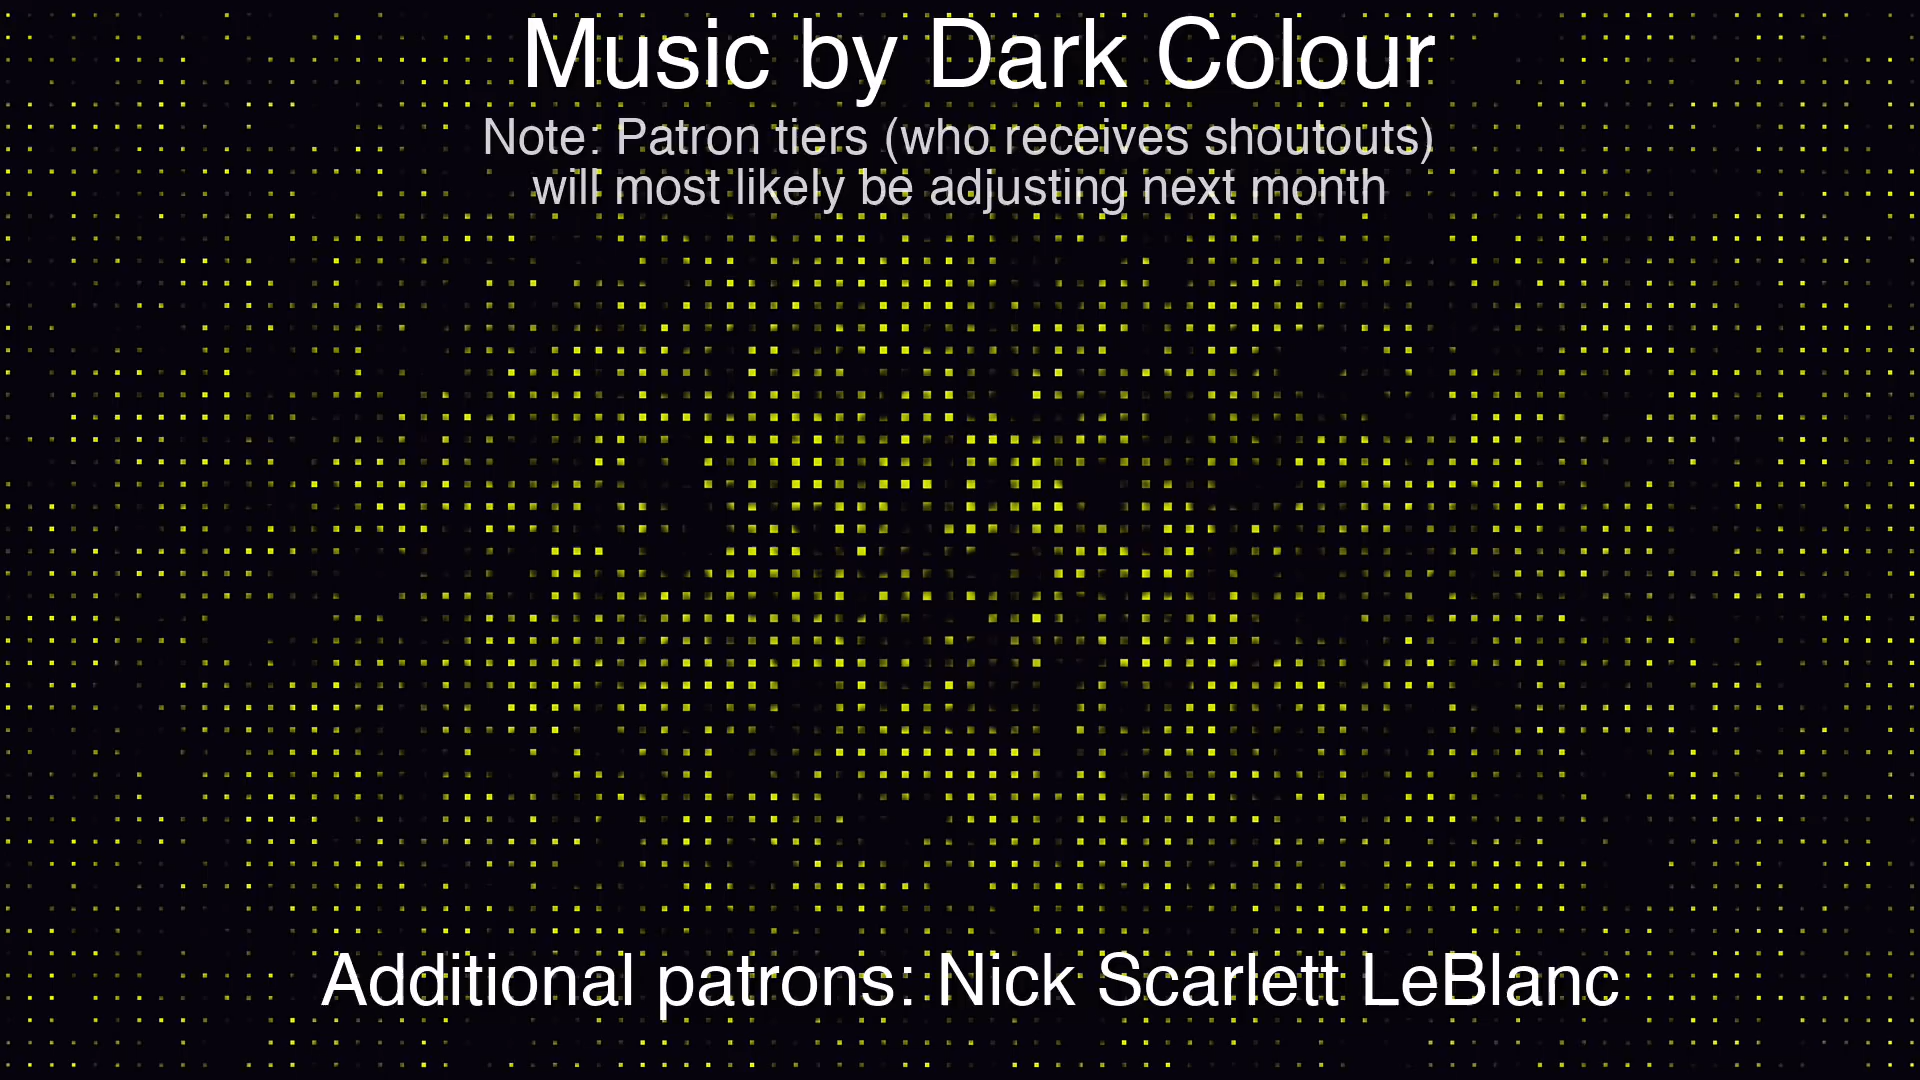 Music by Dark Colour
Note: Patron tiers (who receives shoutouts)
will most likely be adjusting next month
Additional patrons: Nick Scarlett LeBlanc